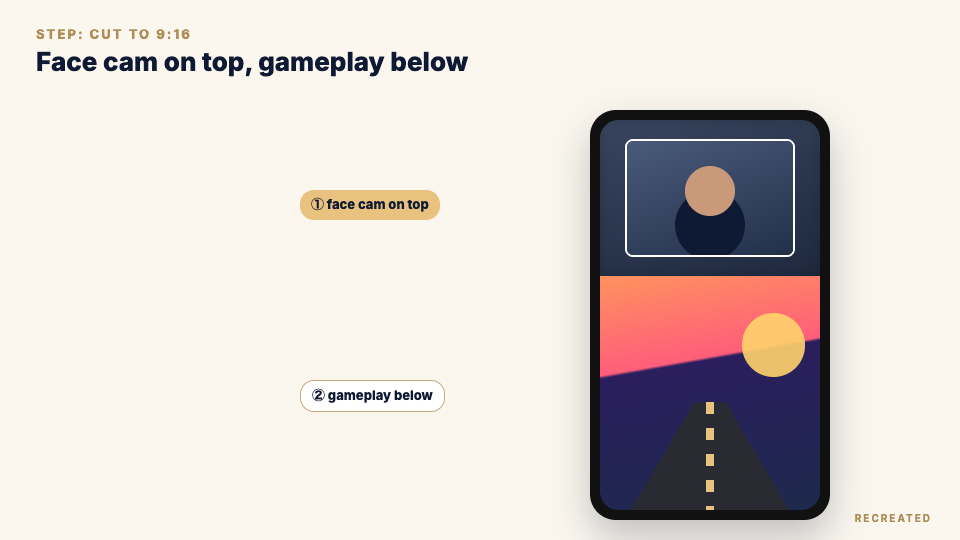 STEP: CUT TO 9:16
Face cam on top, gameplay below
① face cam on top
② gameplay below
RECREATED